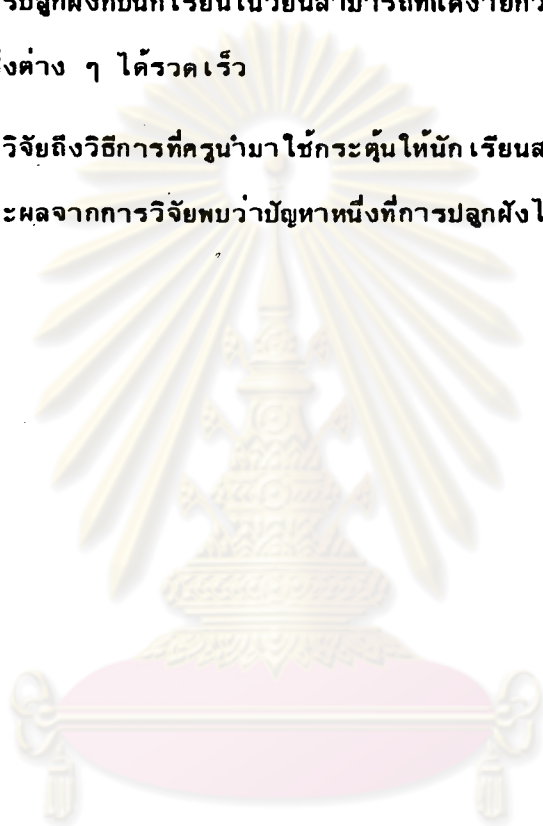 รปลูกฝังกับนักเรียนในวัยนี้สามารถที่แต่ง่ายกว
่งต่าง ๆ ได้รวดเร็ว
วิจัยถึงวิธีการที่ครูนำมาใช้กระตุ้นให้นักเรียนส
ะผลจากการวิจัยพบว่าปัญหาหนึ่งที่การปลูกฝังไ